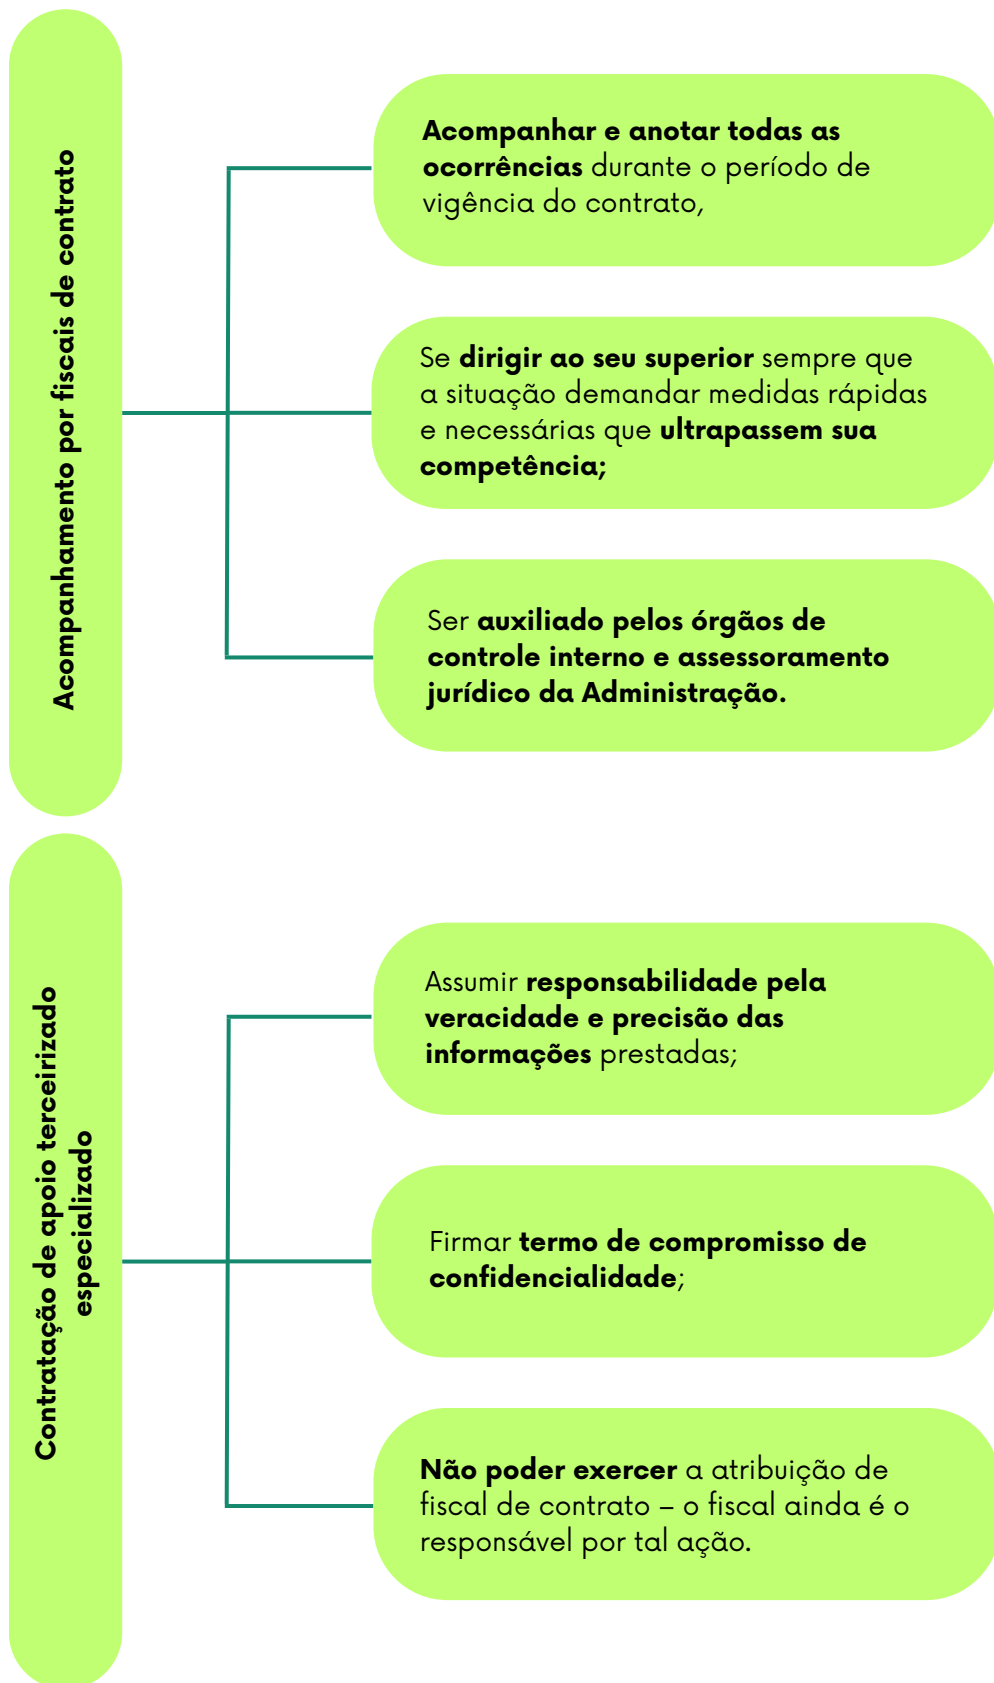 Acompanhamento por fiscais de contrato
Acompanhar e anotar todas as
ocorrências durante o período de
vigência do contrato,
Se dirigir ao seu superior sempre que
a situação demandar medidas rápidas
e necessárias que ultrapassem sua
competência;
Ser auxiliado pelos órgãos de
controle interno e assessoramento
jurídico da Administração.
Contratação de apoio terceirizado
especializado
Assumir responsabilidade pela
veracidade e precisão das
informações prestadas;
Firmar termo de compromisso de
confidencialidade;
Não poder exercer a atribuição de
fiscal de contrato – o fiscal ainda é o
responsável por tal ação.